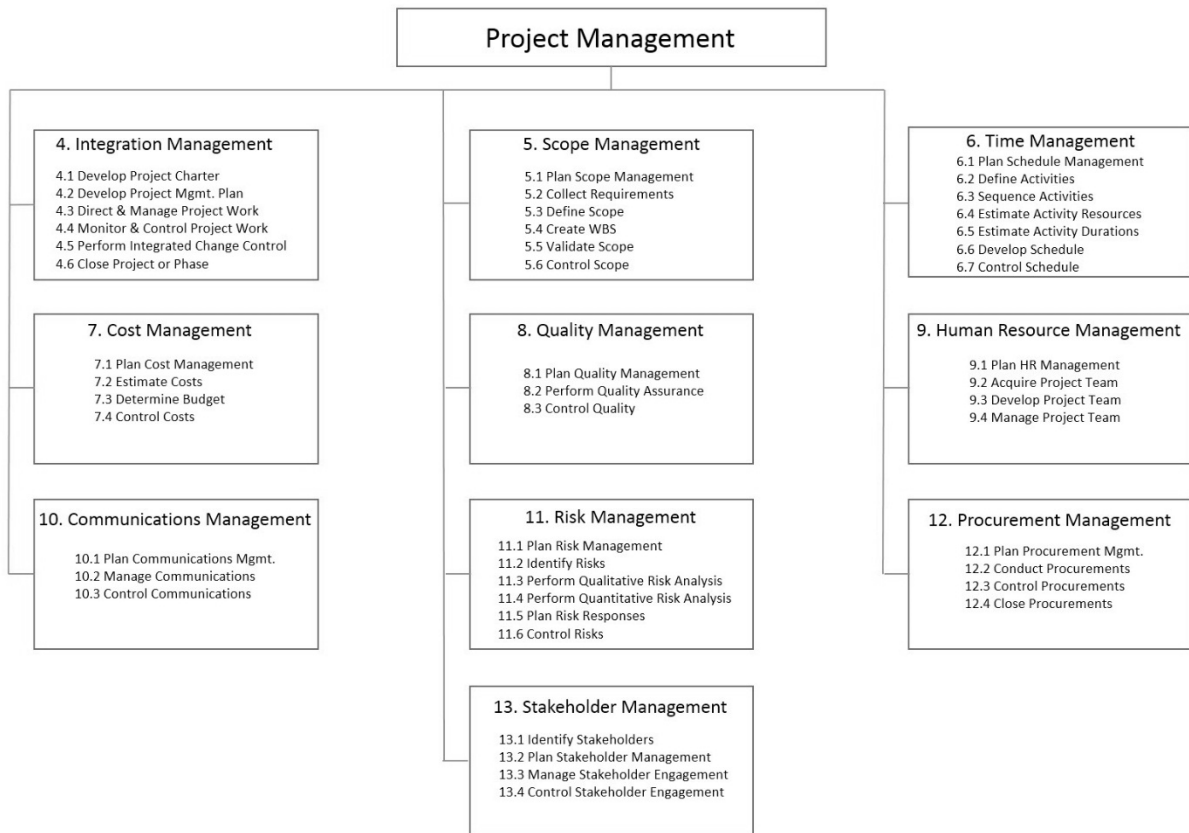 Project Management
4. Integration Management
4.1 Develop Project Charter
4.2 Develop Project Mgmt. Plan
4.3 Direct & Manage Project Work
4.4 Monitor & Control Project Work
4.5 Perform Integrated Change Control
4.6 Close Project or Phase
5. Scope Management
5.1 Plan Scope Management
5.2 Collect Requirements
5.3 Define Scope
5.4 Create WBS
5.5 Validate Scope
5.6 Control Scope
6. Time Management
6.1 Plan Schedule Management
6.2 Define Activities
6.3 Sequence Activities
6.4 Estimate Activity Resources
6.5 Estimate Activity Durations
6.6 Develop Schedule
6.7 Control Schedule
7. Cost Management
7.1 Plan Cost Management
7.2 Estimate Costs
7.3 Determine Budget
7.4 Control Costs
8. Quality Management
8.1 Plan Quality Management
8.2 Perform Quality Assurance
8.3 Control Quality
9. Human Resource Management
9.1 Plan HR Management
9.2 Acquire Project Team
9.3 Develop Project Team
9.4 Manage Project Team
10. Communications Management
10.1 Plan Communications Mgmt.
10.2 Manage Communications
10.3 Control Communications
11. Risk Management
11.1 Plan Risk Management
11.2 Identify Risks
11.3 Perform Qualitative Risk Analysis
11.4 Perform Quantitative Risk Analysis
11.5 Plan Risk Responses
11.6 Control Risks
12. Procurement Management
12.1 Plan Procurement Mgmt.
12.2 Conduct Procurements
12.3 Control Procurements
12.4 Close Procurements
13. Stakeholder Management
13.1 Identify Stakeholders
13.2 Plan Stakeholder Management
13.3 Manage Stakeholder Engagement
13.4 Control Stakeholder Engagement